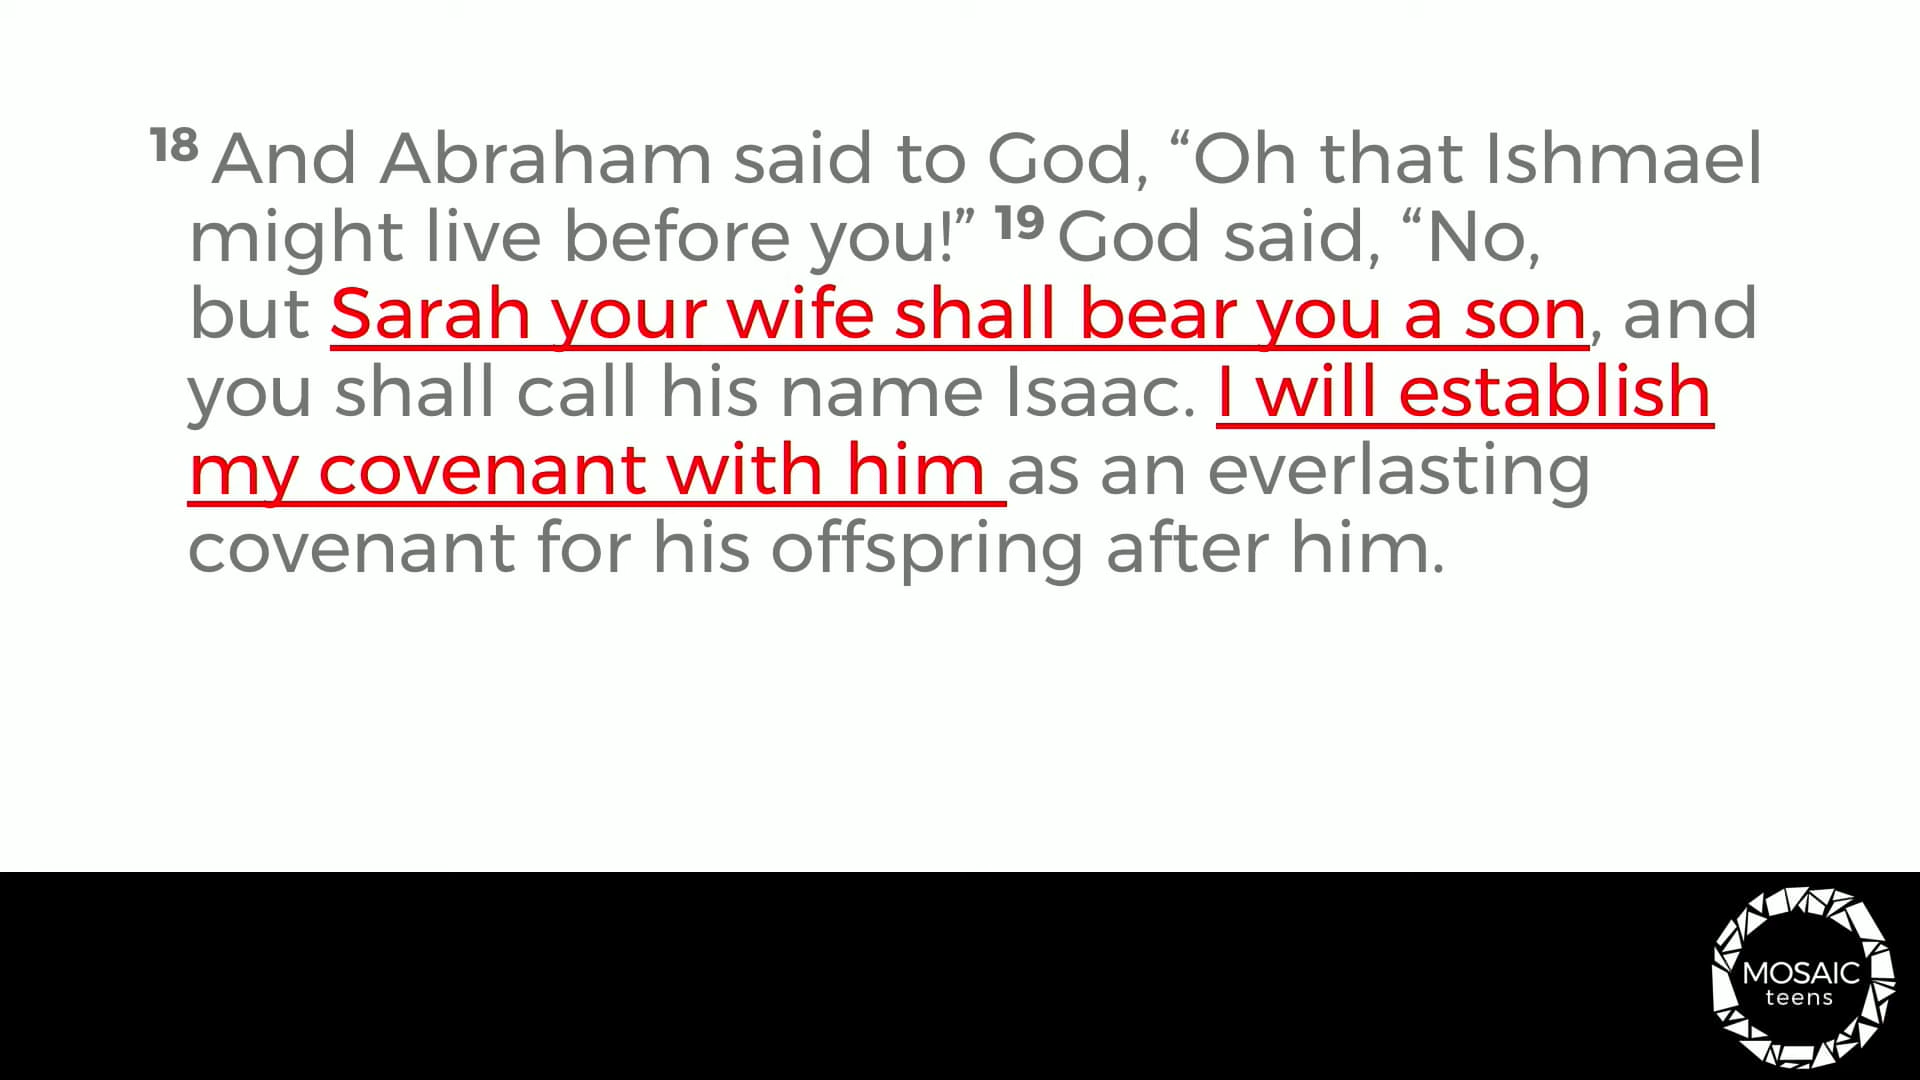 18 And Abraham said to God, “Oh that Ishmael
might live before you!” 19 God said, “No,
but Sarah your wife shall bear you a son, and
you shall call his name Isaac. I will establish
my covenant with him as an everlasting
covenant for his offspring after him.
MOSAIC
teens